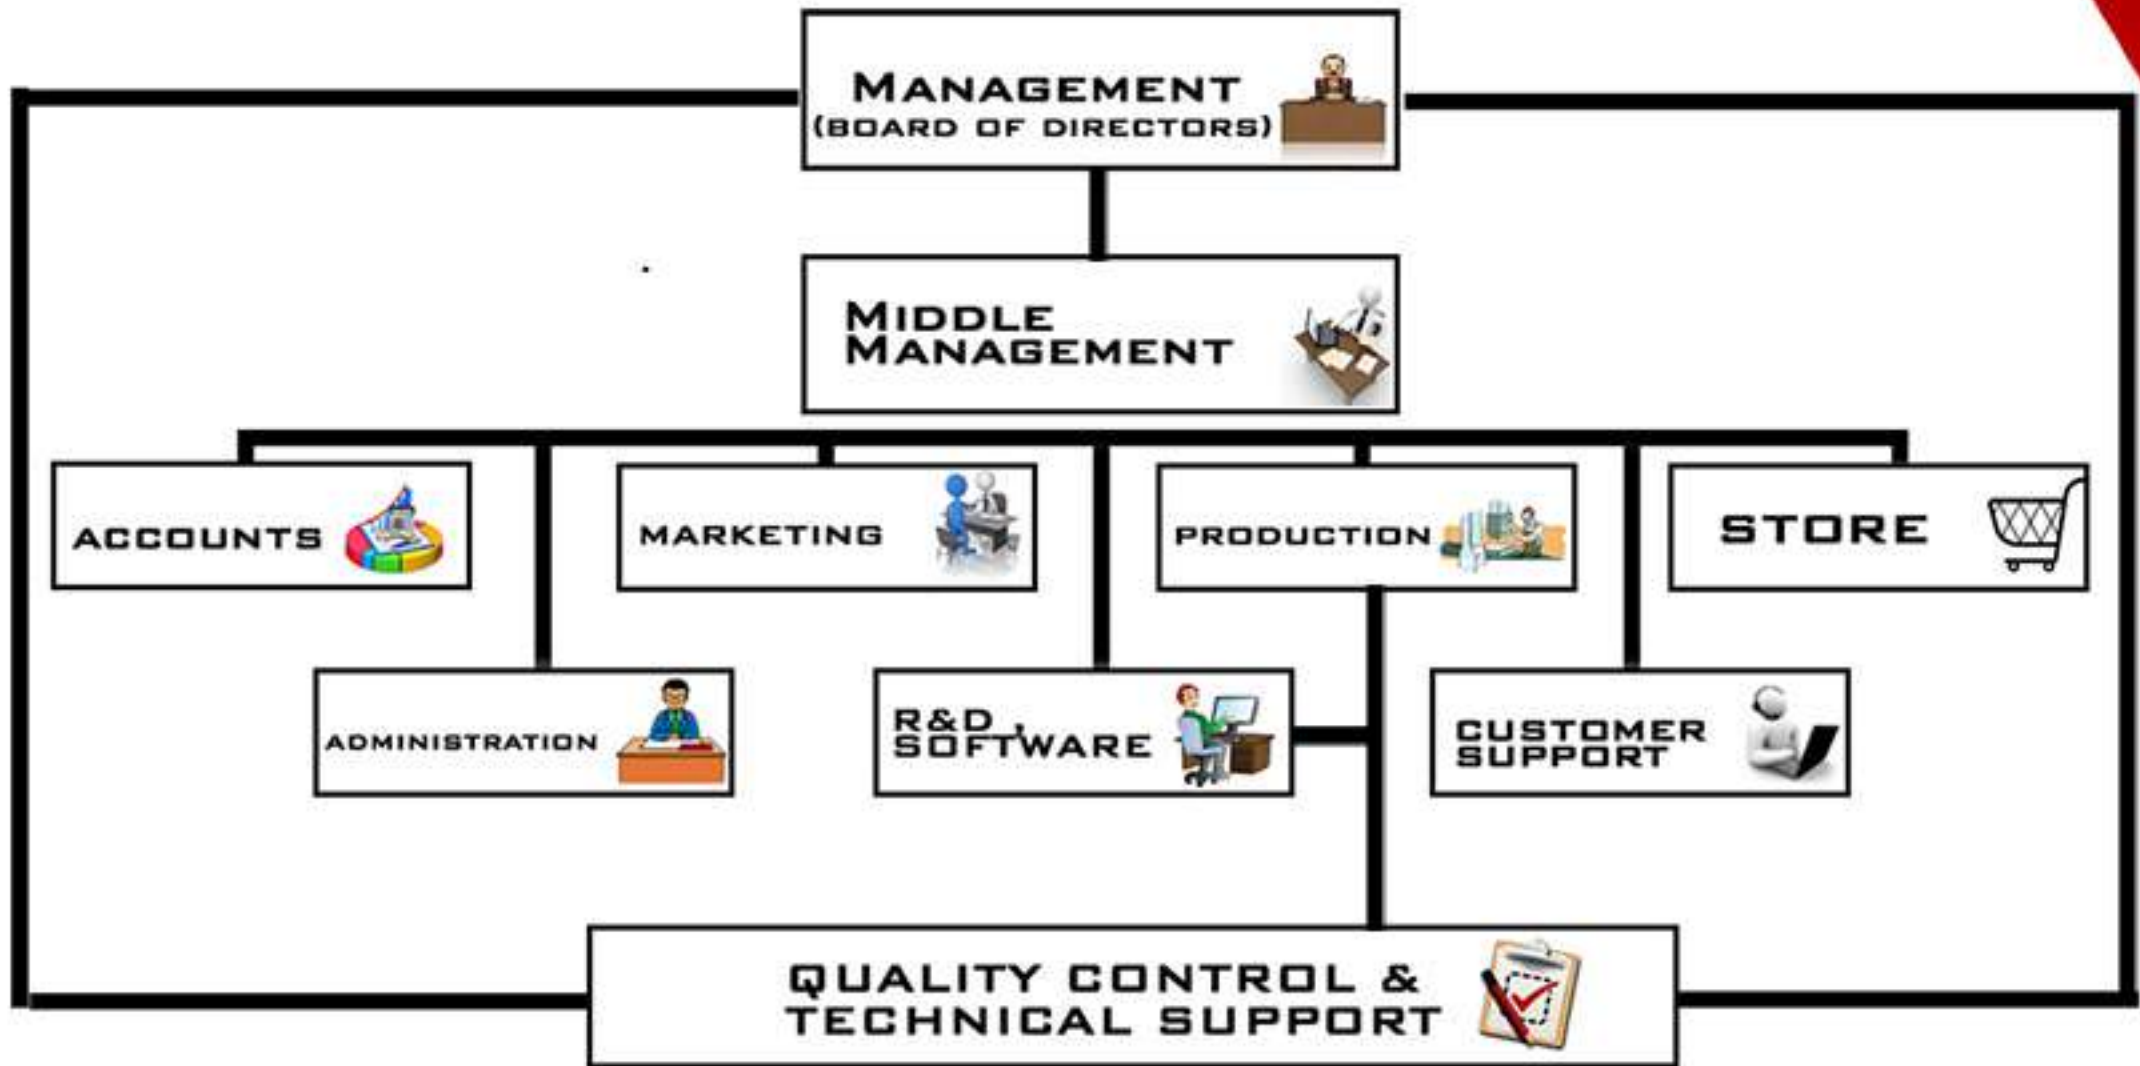 MANAGEMENT
(BOARD OF DIRECTORS)
MIDDLE
MANAGEMENT
ACCOUNTS
MARKETING
PRODUCTION
STORE
ADMINISTRATION
R&D ,
SOFTWARE
CUSTOMER
SUPPORT
QUALITY CONTROL &
TECHNICAL SUPPORT